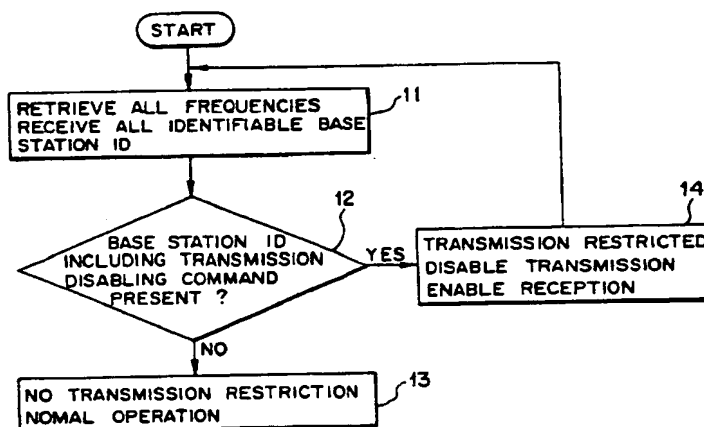 START
11
RETRIEVE ALL FREQUENCIES
RECEIVE ALL IDENTIFIABLE BASE
STATION ID
12
BASE STATION ID
INCLUDING TRANSMISSION
DISABLING COMMAND
PRESENT ?
YES
14
TRANSMISSION RESTRICTED
DISABLE TRANSMISSION
ENABLE RECEPTION
NO
13
NO TRANSMISSION RESTRICTION
NOMAL OPERATION